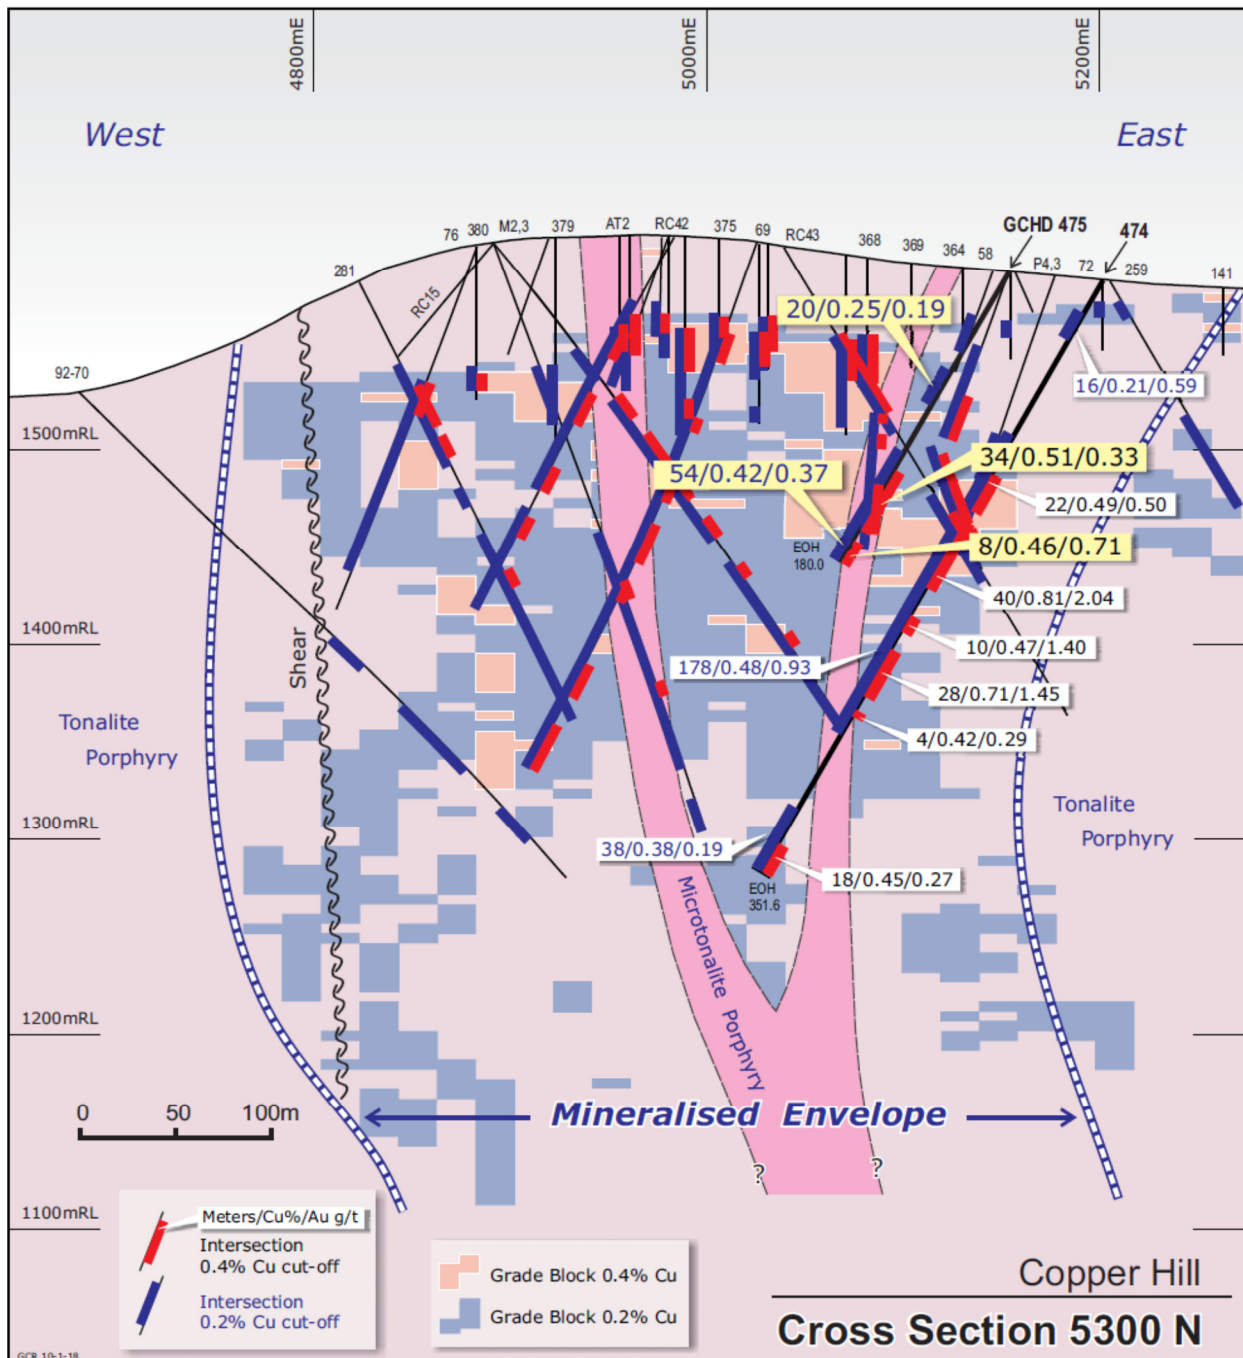 4800mE
5000mE
5200mE
West
East
GCHD 475
474
76
380
M2,3
379
AT2
RC42
375
69
RC43
368
369
364
58
P4,3
72
259
141
281
RC15
92-70
20/0.25/0.19
16/0.21/0.59
1500mRL
54/0.42/0.37
34/0.51/0.33
22/0.49/0.50
EOH
180.0
8/0.46/0.71
40/0.81/2.04
1400mRL
10/0.47/1.40
Shear
178/0.48/0.93
28/0.71/1.45
4/0.42/0.29
Tonalite
Porphyry
Tonalite
Porphyry
1300mRL
38/0.38/0.19
18/0.45/0.27
EOH
351.6
Microtonalite Porphyry
1200mRL
0 50 100m
Mineralised Envelope
?
?
1100mRL
Meters/Cu%/Au g/t
Intersection
0.4% Cu cut-off
Intersection
0.2% Cu cut-off
Grade Block 0.4% Cu
Grade Block 0.2% Cu
Copper Hill
Cross Section 5300 N
GCR 10-1-18